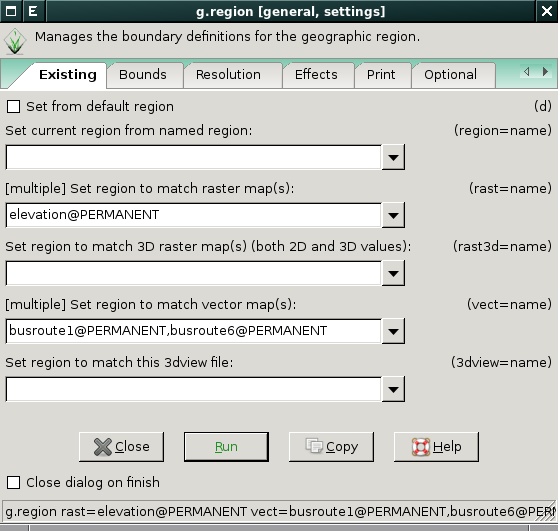 g.region [general, settings]
Manages the boundary definitions for the geographic region.
Existing Bounds Resolution Effects Print Optional
Set from default region (d)
Set current region from named region: (region=name)
[multiple] Set region to match raster map(s): (rast=name)
elevation@PERMANENT
Set region to match 3D raster map(s) (both 2D and 3D values): (rast3d=name)
[multiple] Set region to match vector map(s): (vect=name)
busroute1@PERMANENT,busroute6@PERMANENT
Set region to match this 3dview file: (3dview=name)
Close Run Copy Help
Close dialog on finish
g.region rast=elevation@PERMANENT vect=busroute1@PERMANENT,busroute6@PER